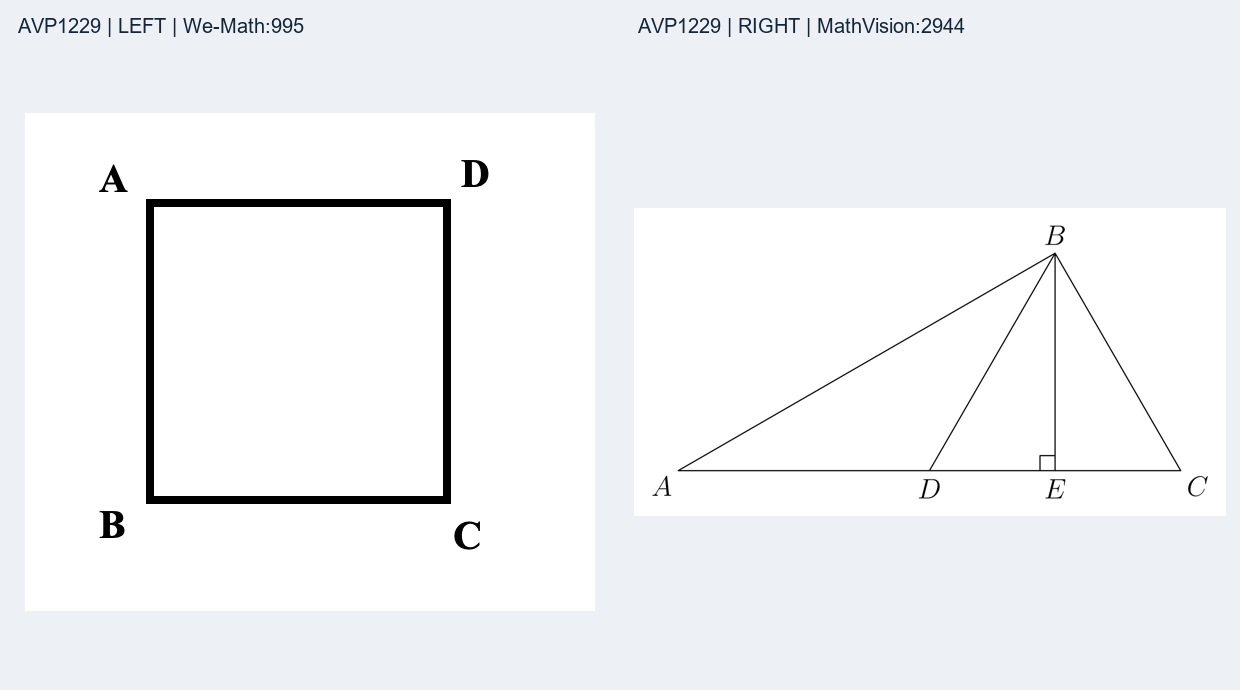 AVP1229 | LEFT | We-Math:995
A D
B C
AVP1229 | RIGHT | MathVision:2944
B
A D E C